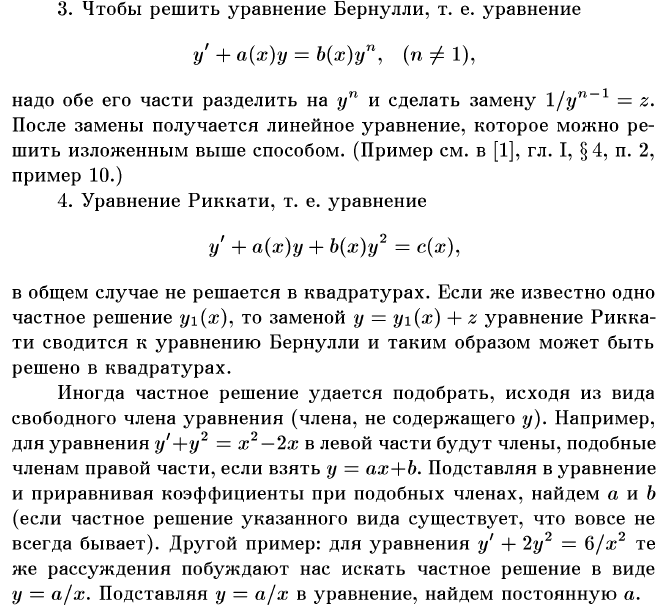 3. Чтобы решить уравнение Бернулли, т. е. уравнение
y′ + a(x)y = b(x)yⁿ, (n ≠ 1),
надо обе его части разделить на yⁿ и сделать замену 1/yⁿ⁻¹ = z.
После замены получается линейное уравнение, которое можно ре-
шить изложенным выше способом. (Пример см. в [1], гл. I, § 4, п. 2,
пример 10.)
4. Уравнение Риккати, т. е. уравнение
y′ + a(x)y + b(x)y² = c(x),
в общем случае не решается в квадратурах. Если же известно одно
частное решение y₁(x), то заменой y = y₁(x) + z уравнение Рикка-
ти сводится к уравнению Бернулли и таким образом может быть
решено в квадратурах.
Иногда частное решение удается подобрать, исходя из вида
свободного члена уравнения (члена, не содержащего y). Например,
для уравнения y′+y² = x²−2x в левой части будут члены, подобные
членам правой части, если взять y = ax+b. Подставляя в уравнение
и приравнивая коэффициенты при подобных членах, найдем a и b
(если частное решение указанного вида существует, что вовсе не
всегда бывает). Другой пример: для уравнения y′ + 2y² = 6/x² те
же рассуждения побуждают нас искать частное решение в виде
y = a/x. Подставляя y = a/x в уравнение, найдем постоянную a.